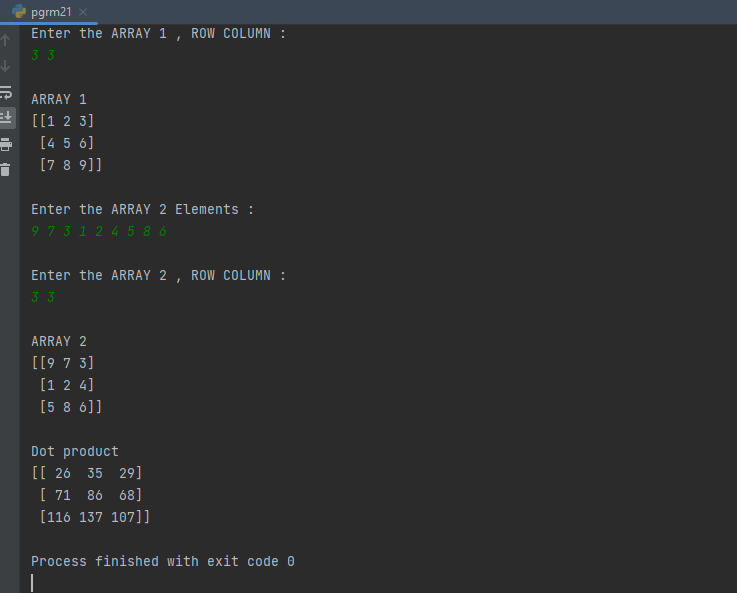 pgrm21
Enter the ARRAY 1 , ROW COLUMN :
3 3
ARRAY 1
[[1 2 3]
 [4 5 6]
 [7 8 9]]
Enter the ARRAY 2 Elements :
9 7 3 1 2 4 5 8 6
Enter the ARRAY 2 , ROW COLUMN :
3 3
ARRAY 2
[[9 7 3]
 [1 2 4]
 [5 8 6]]
Dot product
[[ 26  35  29]
 [ 71  86  68]
 [116 137 107]]
Process finished with exit code 0